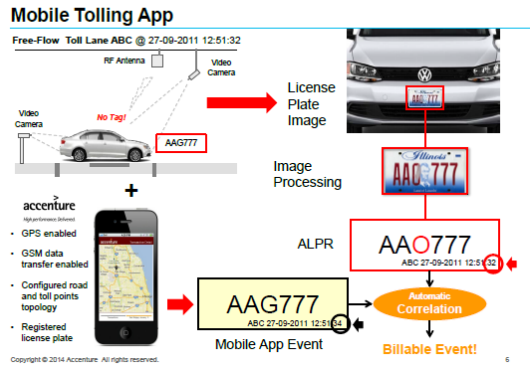 Mobile Tolling App
Free-Flow Toll Lane ABC @ 27-09-2011 12:51:32
RF Antenna
Video
Camera
No Tag!
Video
Camera
AAG777
License
Plate
Image
Image
Processing
Illinois
AAO 777
+
accenture
High performance. Delivered.
• GPS enabled
• GSM data
transfer enabled
• Configured road
and toll points
topology
• Registered
license plate
ALPR
AAO777
ABC 27-09-2011 12:51:32
AAG777
ABC 27-09-2011 12:51:34
Mobile App Event
Automatic
Correlation
Billable Event!
Copyright © 2014 Accenture All rights reserved.
6